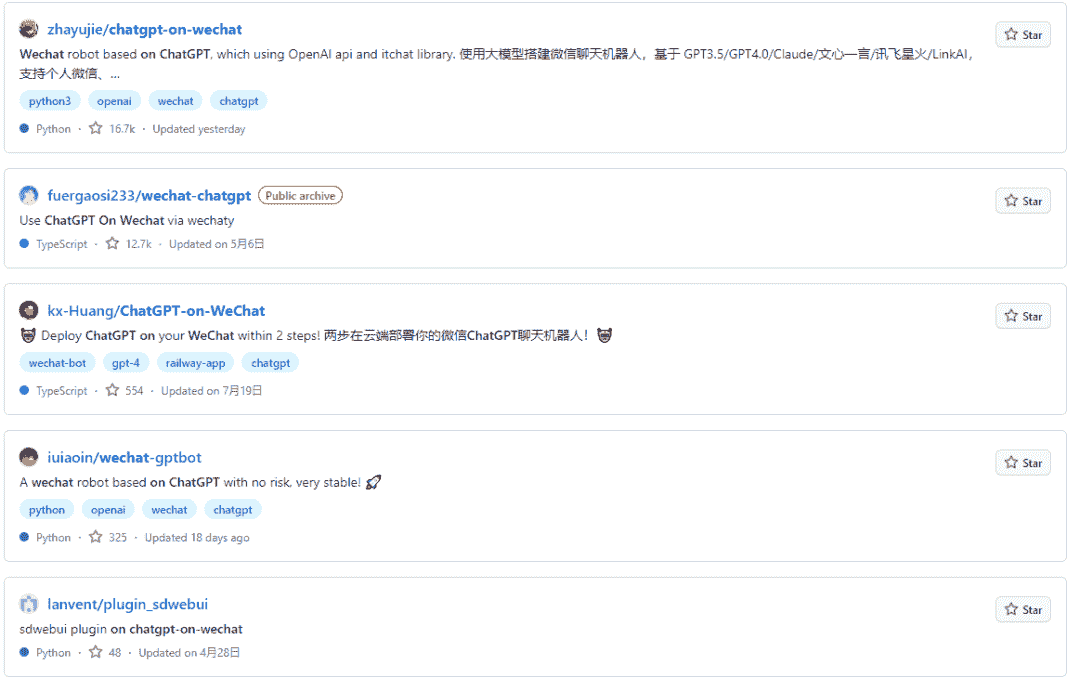 zhayujie/chatgpt-on-wechat
Star
Wechat robot based on ChatGPT, which using OpenAI api and itchat library. 使用大模型搭建微信聊天机器人，基于 GPT3.5/GPT4.0/Claude/文心一言/讯飞星火/LinkAI，
支持个人微信、...
python3 openai wechat chatgpt
Python · 16.7k · Updated yesterday
fuergaosi233/wechat-chatgpt Public archive
Star
Use ChatGPT On Wechat via wechaty
TypeScript · 12.7k · Updated on 5月6日
kx-Huang/ChatGPT-on-WeChat
Star
Deploy ChatGPT on your WeChat within 2 steps! 两步在云端部署你的微信ChatGPT聊天机器人！
wechat-bot gpt-4 railway-app chatgpt
TypeScript · 554 · Updated on 7月19日
iuiaoin/wechat-gptbot
Star
A wechat robot based on ChatGPT with no risk, very stable! 🚀
python openai wechat chatgpt
Python · 325 · Updated 18 days ago
lanvent/plugin_sdwebui
Star
sdwebui plugin on chatgpt-on-wechat
Python · 48 · Updated on 4月28日